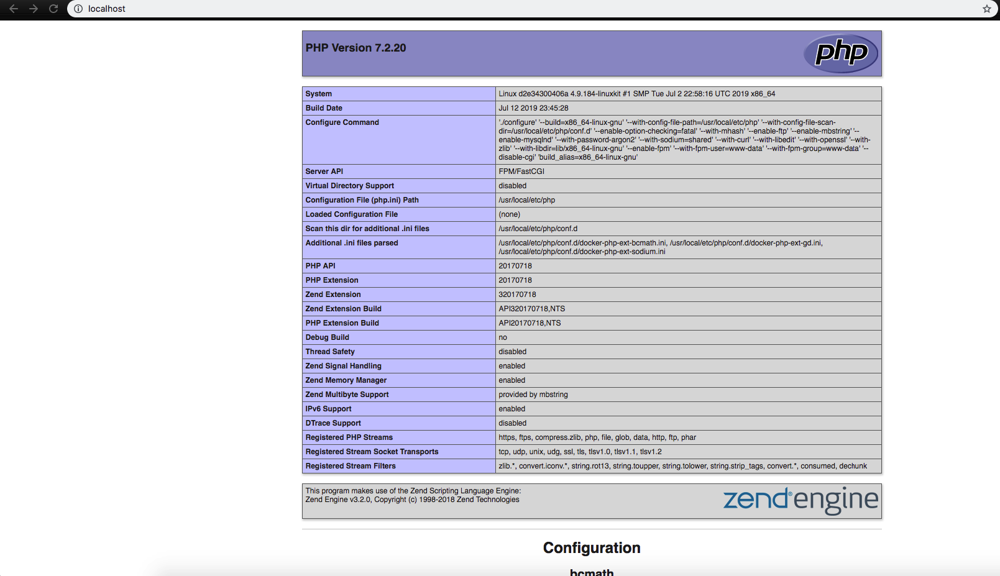 localhost
PHP Version 7.2.20
php
System
Linux d2e34300406a 4.9.184-linuxkit #1 SMP Tue Jul 2 22:58:16 UTC 2019 x86_64
Build Date
Jul 12 2019 23:45:28
Configure Command
'./configure' '--build=x86_64-linux-gnu' '--with-config-file-path=/usr/local/etc/php' '--with-config-file-scan-
dir=/usr/local/etc/php/conf.d' '--enable-option-checking=fatal' '--with-mhash' '--enable-ftp' '--enable-mbstring' '--
enable-mysqlnd' '--with-password-argon2' '--with-sodium=shared' '--with-curl' '--with-libedit' '--with-openssl' '--with-
zlib' '--with-libdir=lib/x86_64-linux-gnu' '--enable-fpm' '--with-fpm-user=www-data' '--with-fpm-group=www-data' '--
disable-cgi' 'build_alias=x86_64-linux-gnu'
Server API
FPM/FastCGI
Virtual Directory Support
disabled
Configuration File (php.ini) Path
/usr/local/etc/php
Loaded Configuration File
(none)
Scan this dir for additional .ini files
/usr/local/etc/php/conf.d
Additional .ini files parsed
/usr/local/etc/php/conf.d/docker-php-ext-bcmath.ini, /usr/local/etc/php/conf.d/docker-php-ext-gd.ini,
/usr/local/etc/php/conf.d/docker-php-ext-sodium.ini
PHP API
20170718
PHP Extension
20170718
Zend Extension
320170718
Zend Extension Build
API320170718,NTS
PHP Extension Build
API20170718,NTS
Debug Build
no
Thread Safety
disabled
Zend Signal Handling
enabled
Zend Memory Manager
enabled
Zend Multibyte Support
provided by mbstring
IPv6 Support
enabled
DTrace Support
disabled
Registered PHP Streams
https, ftps, compress.zlib, php, file, glob, data, http, ftp, phar
Registered Stream Socket Transports
tcp, udp, unix, udg, ssl, tls, tlsv1.0, tlsv1.1, tlsv1.2
Registered Stream Filters
zlib.*, convert.iconv.*, string.rot13, string.toupper, string.tolower, string.strip_tags, convert.*, consumed, dechunk
This program makes use of the Zend Scripting Language Engine:
Zend Engine v3.2.0, Copyright (c) 1998-2018 Zend Technologies
zend®engine
Configuration
bcmath